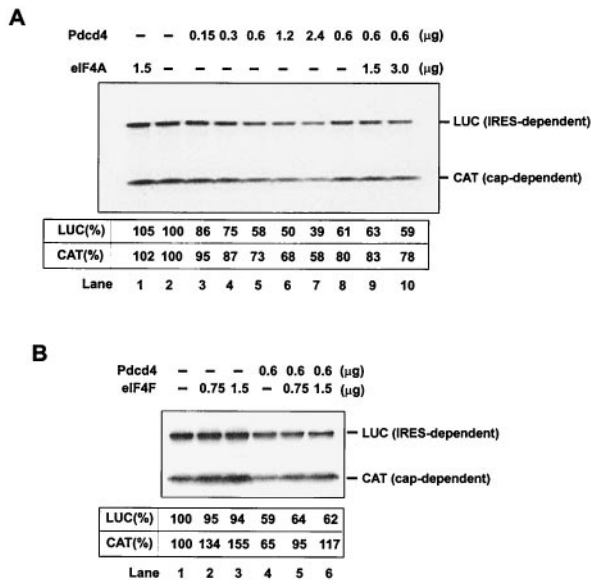 A
Pdcd4 – – 0.15 0.3 0.6 1.2 2.4 0.6 0.6 0.6 (µg)
eIF4A 1.5 – – – – – – – 1.5 3.0 (µg)
LUC (IRES-dependent)
CAT (cap-dependent)
LUC(%) 105 100 86 75 58 50 39 61 63 59
CAT(%) 102 100 95 87 73 68 58 80 83 78
Lane 1 2 3 4 5 6 7 8 9 10
B
Pdcd4 – – – 0.6 0.6 0.6 (µg)
eIF4F – 0.75 1.5 – 0.75 1.5 (µg)
LUC (IRES-dependent)
CAT (cap-dependent)
LUC(%) 100 95 94 59 64 62
CAT(%) 100 134 155 65 95 117
Lane 1 2 3 4 5 6